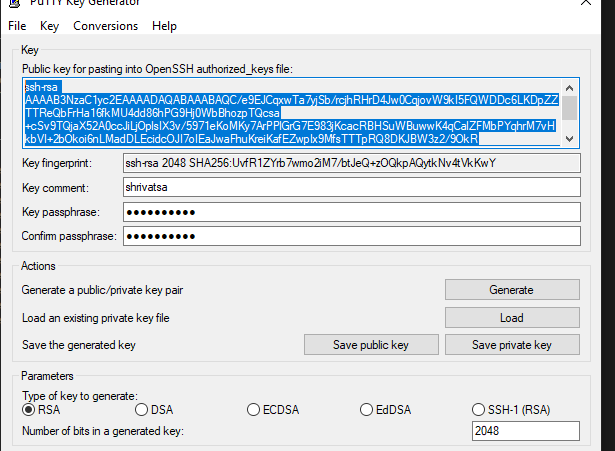 PuTTY Key Generator
File Key Conversions Help
Key
Public key for pasting into OpenSSH authorized_keys file:
ssh-rsa
AAAAB3NzaC1yc2EAAAADAQABAAABAQC/e9EJCqxwTa7yjSb/rcjhRHrD4Jw0CqjovW9kI5FQWDDc6LKDpZZ
TTReQbFrHa16fkMU4dd86hPG9Hj0WbBhozpTQcsa
+cSv9TQjaX52A0ccJiLjOpIsIX3v/5971eKoMKy7ArPPlGrG7E983jKcacRBHSuWBuwwK4qCaIZFMbPYqhrM7vH
kbVI+2bOkoi6nLMadDLEcidcOJI7oIEaJwaFhuKreiKafEZwpIx9MfsTTTpRQ8DKJBW3z2/9OkR
Key fingerprint: ssh-rsa 2048 SHA256:UvfR1ZYrb7wmo2iM7/btJeQ+zOQkpAQytkNv4tVkKwY
Key comment: shrivatsa
Key passphrase: ●●●●●●●●●●
Confirm passphrase: ●●●●●●●●●●
Actions
Generate a public/private key pair Generate
Load an existing private key file Load
Save the generated key Save public key Save private key
Parameters
Type of key to generate:
RSA DSA ECDSA EdDSA SSH-1 (RSA)
Number of bits in a generated key: 2048